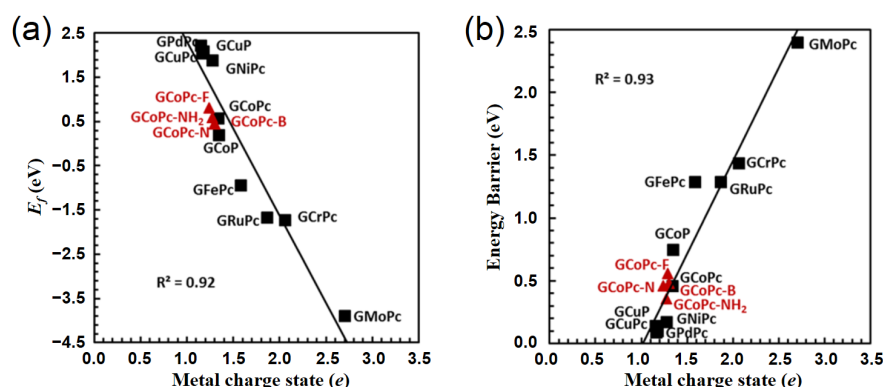 (a)
2.5
1.5
0.5
−0.5
−1.5
−2.5
−3.5
−4.5
E_f (eV)
GPdPc
GCuP
GCuPc
GNiPc
GCoPc-F
GCoPc
GCoPc-NH₂
GCoPc-B
GCoPc-N
GCoP
GFePc
GRuPc
GCrPc
R² = 0.92
GMoPc
0.0 0.5 1.0 1.5 2.0 2.5 3.0 3.5
Metal charge state (e)
(b)
2.5
2.0
1.5
1.0
0.5
0.0
Energy Barrier (eV)
GMoPc
R² = 0.93
GCrPc
GFePc
GRuPc
GCoP
GCoPc-F
GCoPc
GCoPc-N
GCoPc-B
GCoPc-NH₂
GCuP
GNiPc
GCuPc
GPdPc
0.0 0.5 1.0 1.5 2.0 2.5 3.0 3.5
Metal charge state (e)